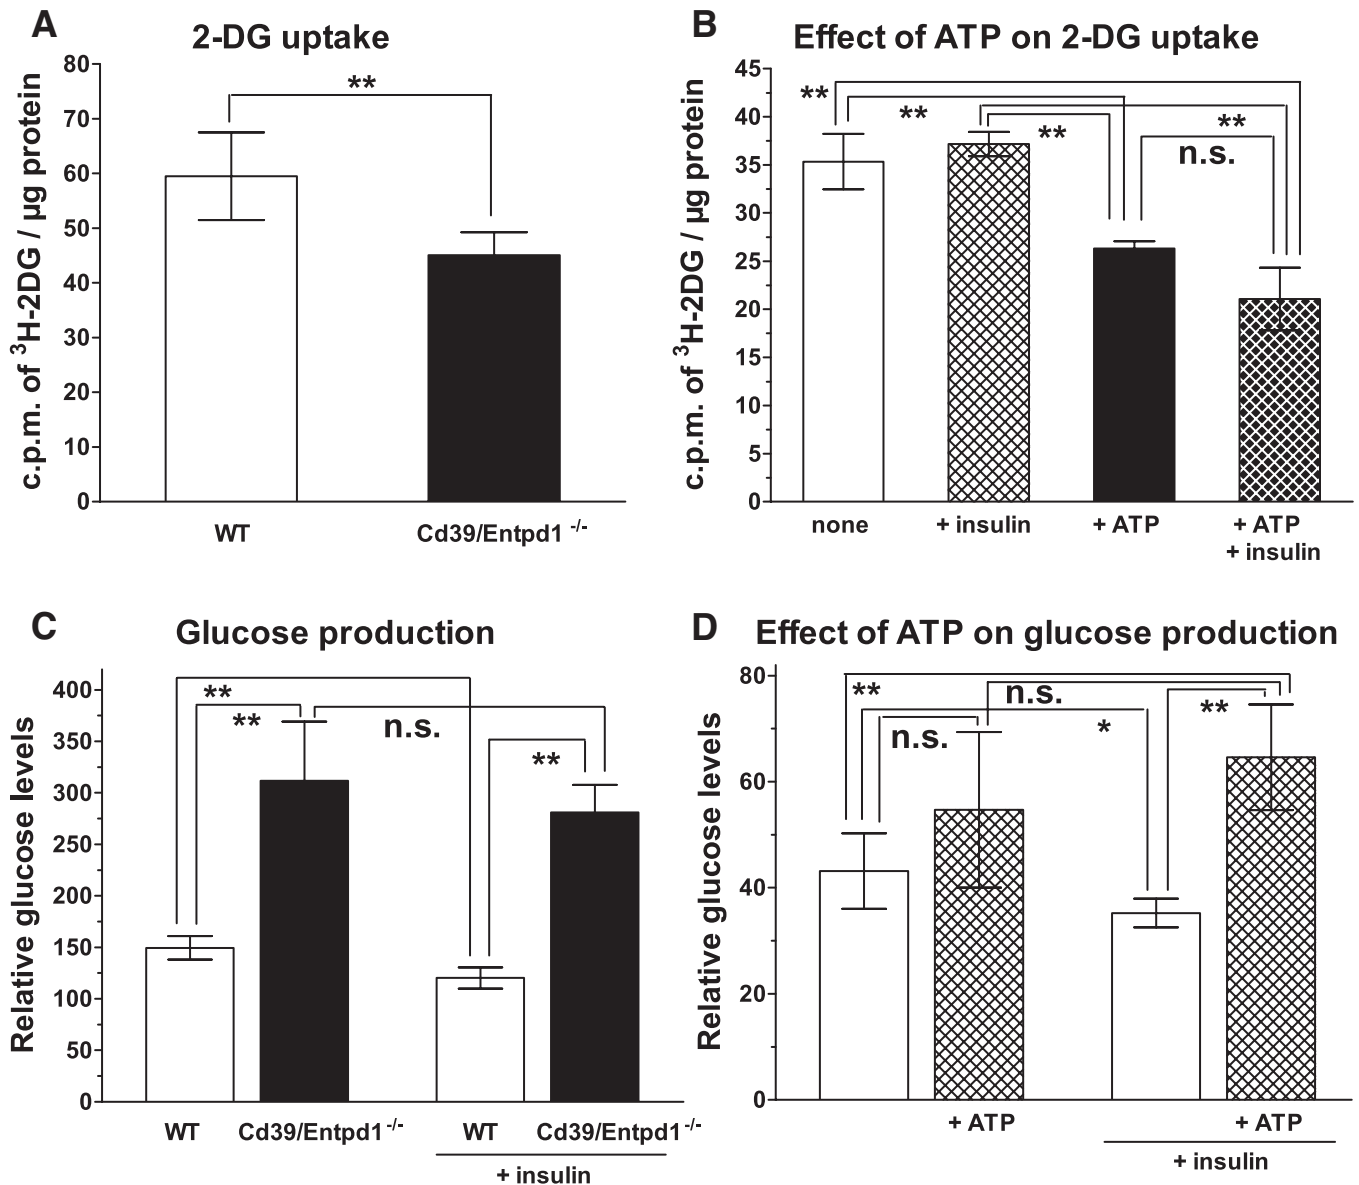 A
2-DG uptake
c.p.m. of ³H-2DG / µg protein
80
70
60
50
40
30
20
10
0
**
WT
Cd39/Entpd1 -/-
B
Effect of ATP on 2-DG uptake
c.p.m. of ³H-2DG / µg protein
45
40
35
30
25
20
15
10
5
0
**
**
**
**
n.s.
none
+ insulin
+ ATP
+ ATP
+ insulin
C
Glucose production
Relative glucose levels
400
350
300
250
200
150
100
50
0
**
**
n.s.
**
WT
Cd39/Entpd1 -/-
WT
Cd39/Entpd1 -/-
+ insulin
D
Effect of ATP on glucose production
Relative glucose levels
80
60
40
20
0
**
n.s.
n.s.
*
**
+ ATP
+ ATP
+ insulin